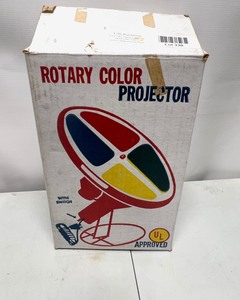 ROTARY COLOR
PROJECTOR
WITH
SWITCH
UL
APPROVED